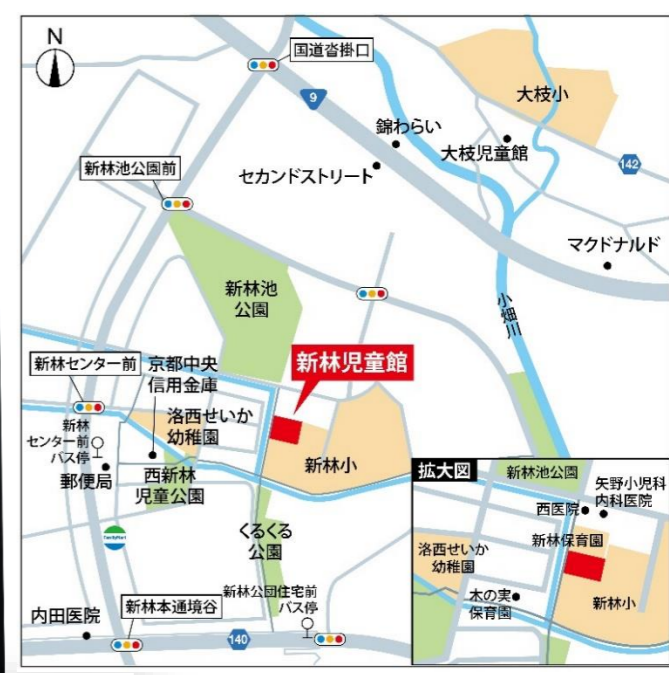 N
国道沓掛口
9
大枝小
錦わらい
大枝児童館
142
セカンドストリート
新林池公園前
マクドナルド
新林池
公園
小畑川
新林児童館
新林センター前
京都中央
信用金庫
洛西せいか
幼稚園
新林
センター前
バス停
郵便局
西新林
児童公園
新林小
FamilyMart
くるくる
公園
新林公団住宅前
バス停
内田医院
新林本通境谷
140
拡大図
新林池公園
矢野小児科
内科医院
西医院
新林保育園
洛西せいか
幼稚園
木の実
保育園
新林小